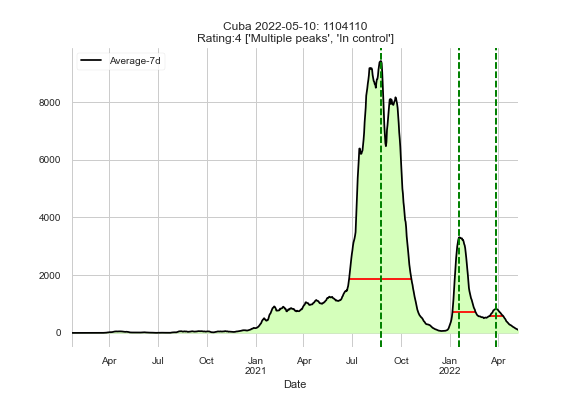 Cuba 2022-05-10: 1104110
Rating:4 ['Multiple peaks', 'In control']
Average-7d
8000
6000
4000
2000
0
Apr Jul Oct Jan Apr Jul Oct Jan Apr
2021 2022
Date